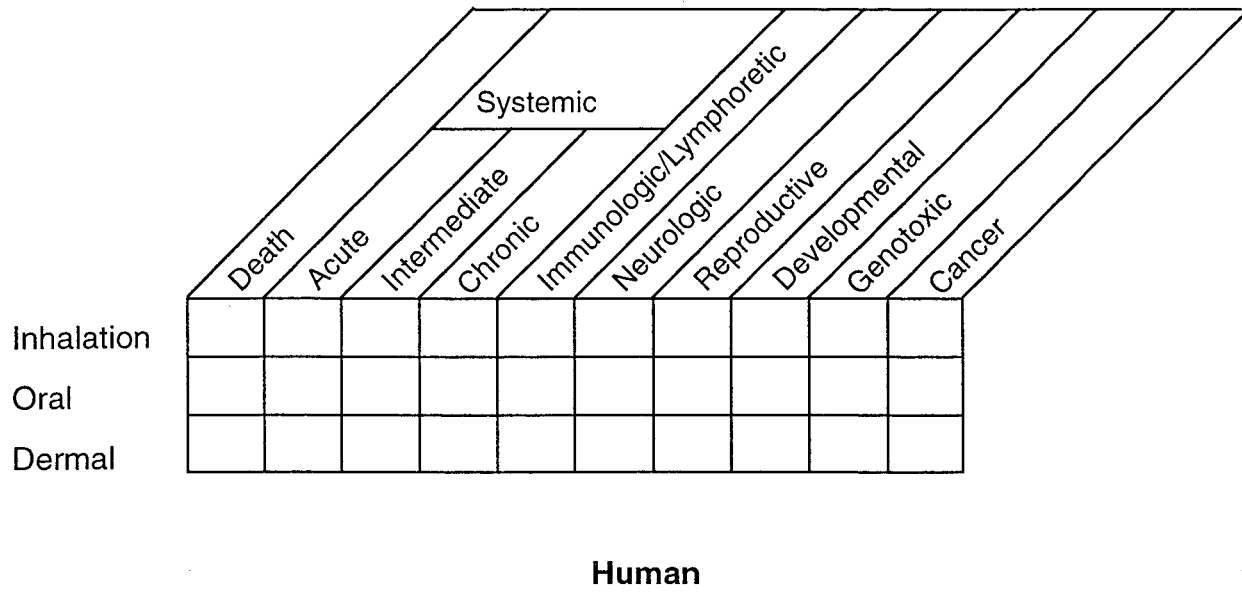 Systemic
Death
Acute
Intermediate
Chronic
Immunologic/Lymphoretic
Neurologic
Reproductive
Developmental
Genotoxic
Cancer
Inhalation
Oral
Dermal
Human